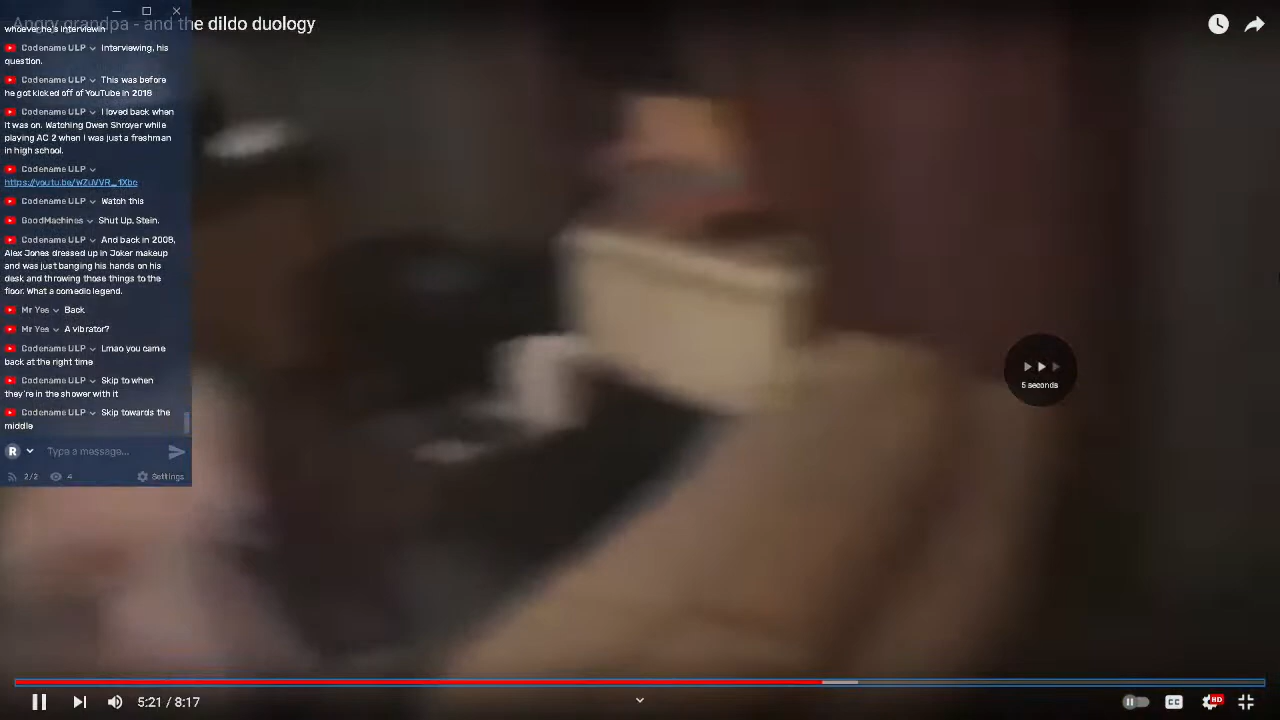 Angry grandpa - and the dildo duology
whoever he's interviewin
Codename ULP Interviewing, his
question.
Codename ULP This was before
he got kicked off of YouTube in 2018
Codename ULP I loved back when
it was on. Watching Owen Shroyer while
playing AC 2 when I was just a freshman
in high school.
Codename ULP
https://youtu.be/WZuVVR_1Xbc
Codename ULP Watch this
GoodMachines Shut Up, Stain.
Codename ULP And back in 2008,
Alex Jones dressed up in Joker makeup
and was just banging his hands on his
desk and throwing those things to the
floor. What a comedic legend.
Mr Yes Back
Mr Yes A vibrator?
Codename ULP Lmao you came
back at the right time
Codename ULP Skip to when
they're in the shower with it
Codename ULP Skip towards the
middle
R Type a message...
2/2 4 Settings
5 seconds
5:21 / 8:17
CC HD